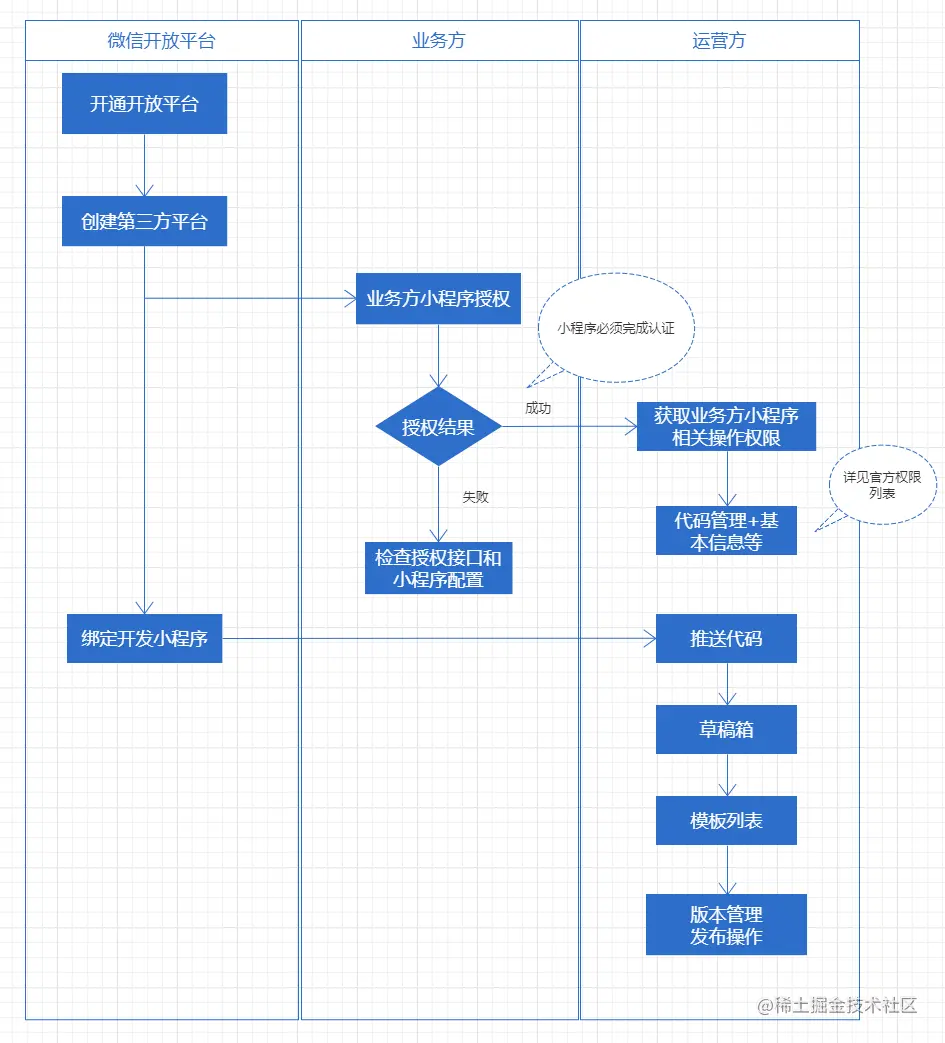 微信开放平台
业务方
运营方
开通开放平台
创建第三方平台
业务方小程序授权
小程序必须完成认证
成功
授权结果
获取业务方小程序
相关操作权限
详见官方权限
列表
失败
代码管理+基
本信息等
检查授权接口和
小程序配置
绑定开发小程序
推送代码
草稿箱
模板列表
版本管理
发布操作
@稀土掘金技术社区